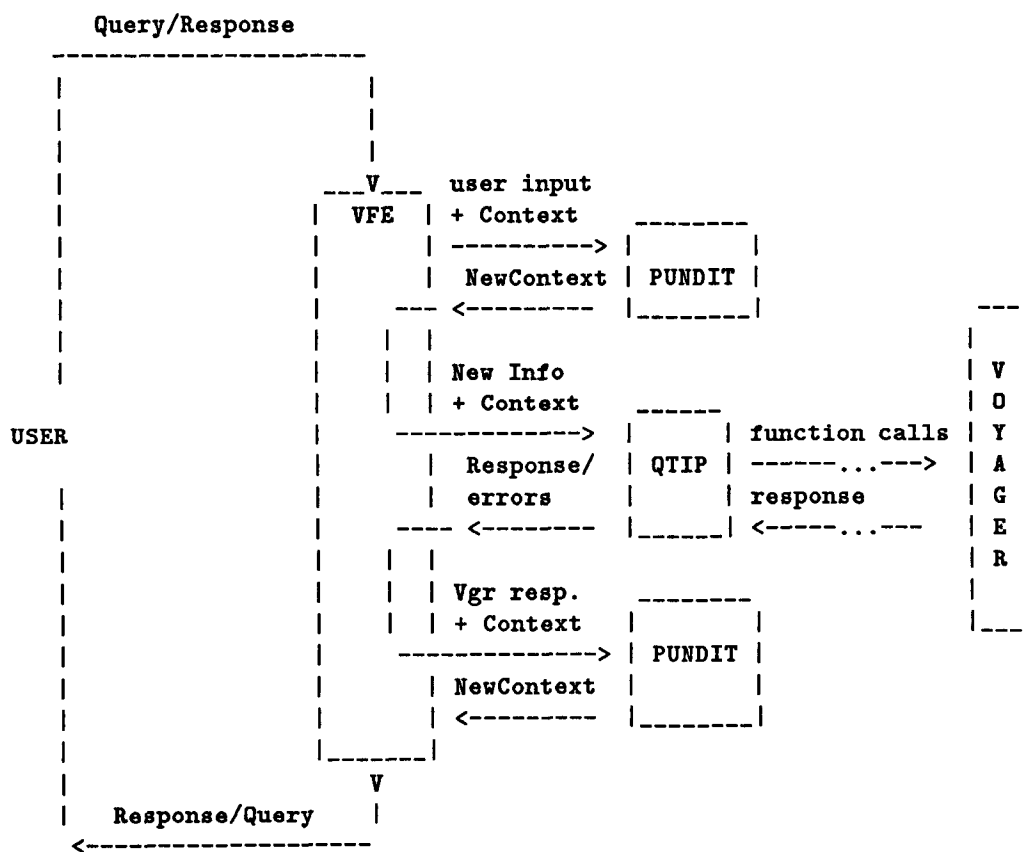 Query/Response
VFE
user input
+ Context
NewContext
PUNDIT
New Info
+ Context
USER
Response/
errors
QTIP
function calls
response
VOYAGER
Vgr resp.
+ Context
NewContext
PUNDIT
Response/Query